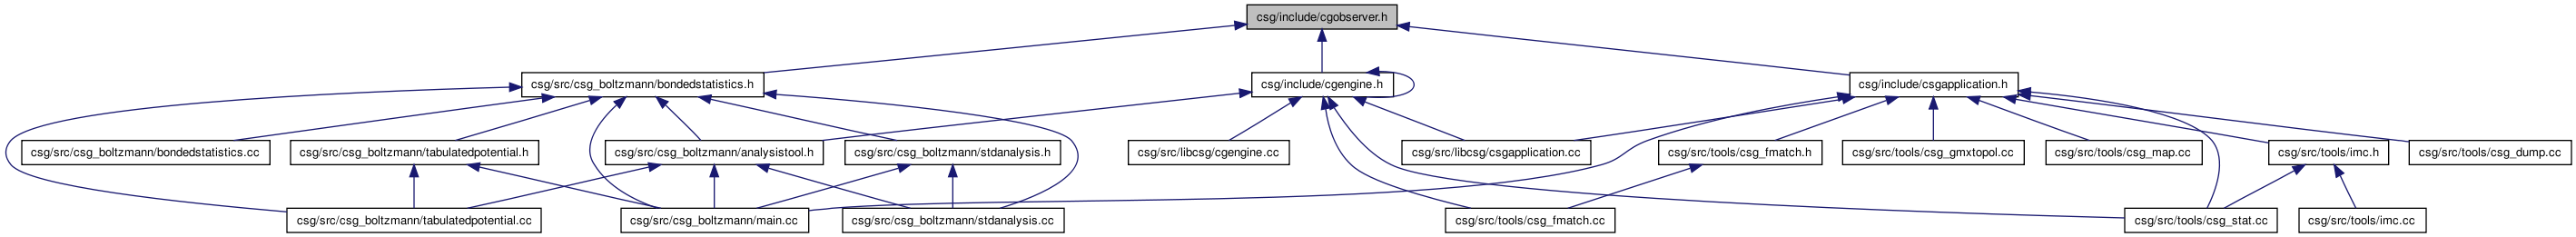 csg/include/cgobserver.h
csg/src/csg_boltzmann/bondedstatistics.h
csg/include/cgengine.h
csg/include/csgapplication.h
csg/src/csg_boltzmann/bondedstatistics.cc
csg/src/csg_boltzmann/tabulatedpotential.h
csg/src/csg_boltzmann/analysistool.h
csg/src/csg_boltzmann/stdanalysis.h
csg/src/libcsg/cgengine.cc
csg/src/libcsg/csgapplication.cc
csg/src/tools/csg_fmatch.h
csg/src/tools/csg_gmxtopol.cc
csg/src/tools/csg_map.cc
csg/src/tools/imc.h
csg/src/tools/csg_dump.cc
csg/src/csg_boltzmann/tabulatedpotential.cc
csg/src/csg_boltzmann/main.cc
csg/src/csg_boltzmann/stdanalysis.cc
csg/src/tools/csg_fmatch.cc
csg/src/tools/csg_stat.cc
csg/src/tools/imc.cc